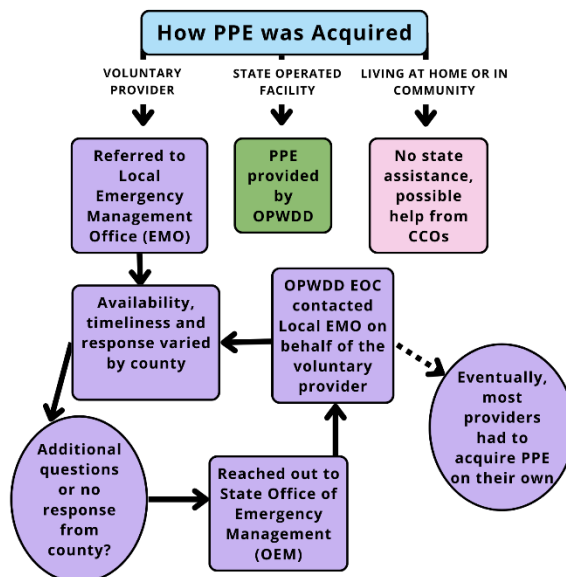 How PPE was Acquired
VOLUNTARY
PROVIDER
STATE OPERATED
FACILITY
LIVING AT HOME OR IN
COMMUNITY
Referred to
Local
Emergency
Management
Office (EMO)
PPE
provided
by
OPWDD
No state
assistance,
possible
help from
CCOs
Availability,
timeliness and
response varied
by county
OPWDD EOC
contacted
Local EMO on
behalf of the
voluntary
provider
Eventually,
most
providers
had to
acquire PPE
on their own
Additional
questions
or no
response
from
county?
Reached out to
State Office of
Emergency
Management
(OEM)